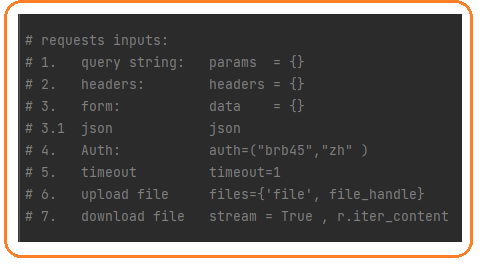 # requests inputs:
# 1.   query string:   params  = {}
# 2.   headers:        headers = {}
# 3.   form:           data    = {}
# 3.1  json            json
# 4.   Auth:           auth=("brb45","zh" )
# 5.   timeout         timeout=1
# 6.   upload file     files={'file', file_handle}
# 7.   download file   stream = True , r.iter_content